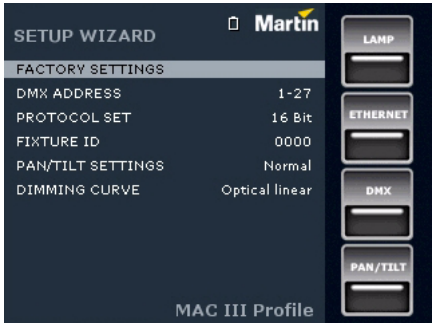 SETUP WIZARD
Martin
FACTORY SETTINGS
DMX ADDRESS 1-27
PROTOCOL SET 16 Bit
FIXTURE ID 0000
PAN/TILT SETTINGS Normal
DIMMING CURVE Optical linear
MAC III Profile
LAMP
ETHERNET
DMX
PAN/TILT